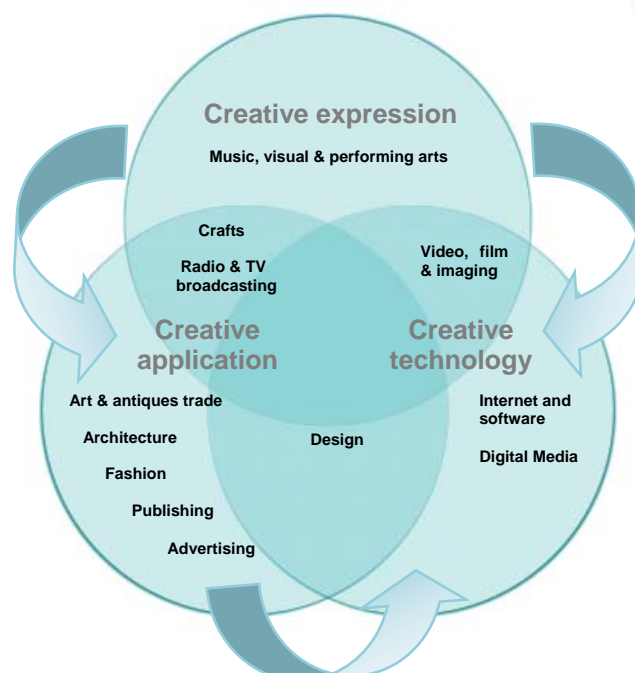 Creative expression
Music, visual & performing arts
Crafts
Radio & TV
broadcasting
Video, film
& imaging
Creative
application
Creative
technology
Art & antiques trade
Architecture
Fashion
Publishing
Advertising
Design
Internet and
software
Digital Media